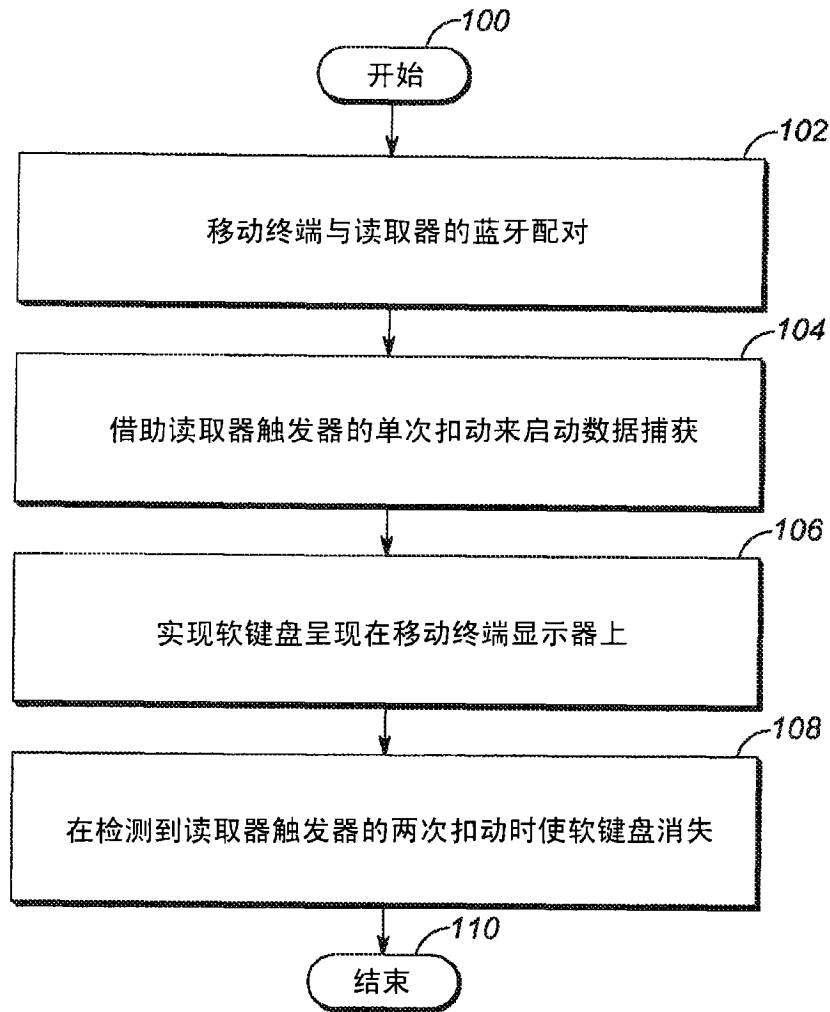 100
开始
102
移动终端与读取器的蓝牙配对
104
借助读取器触发器的单次扣动来启动数据捕获
106
实现软键盘呈现在移动终端显示器上
108
在检测到读取器触发器的两次扣动时使软键盘消失
110
结束